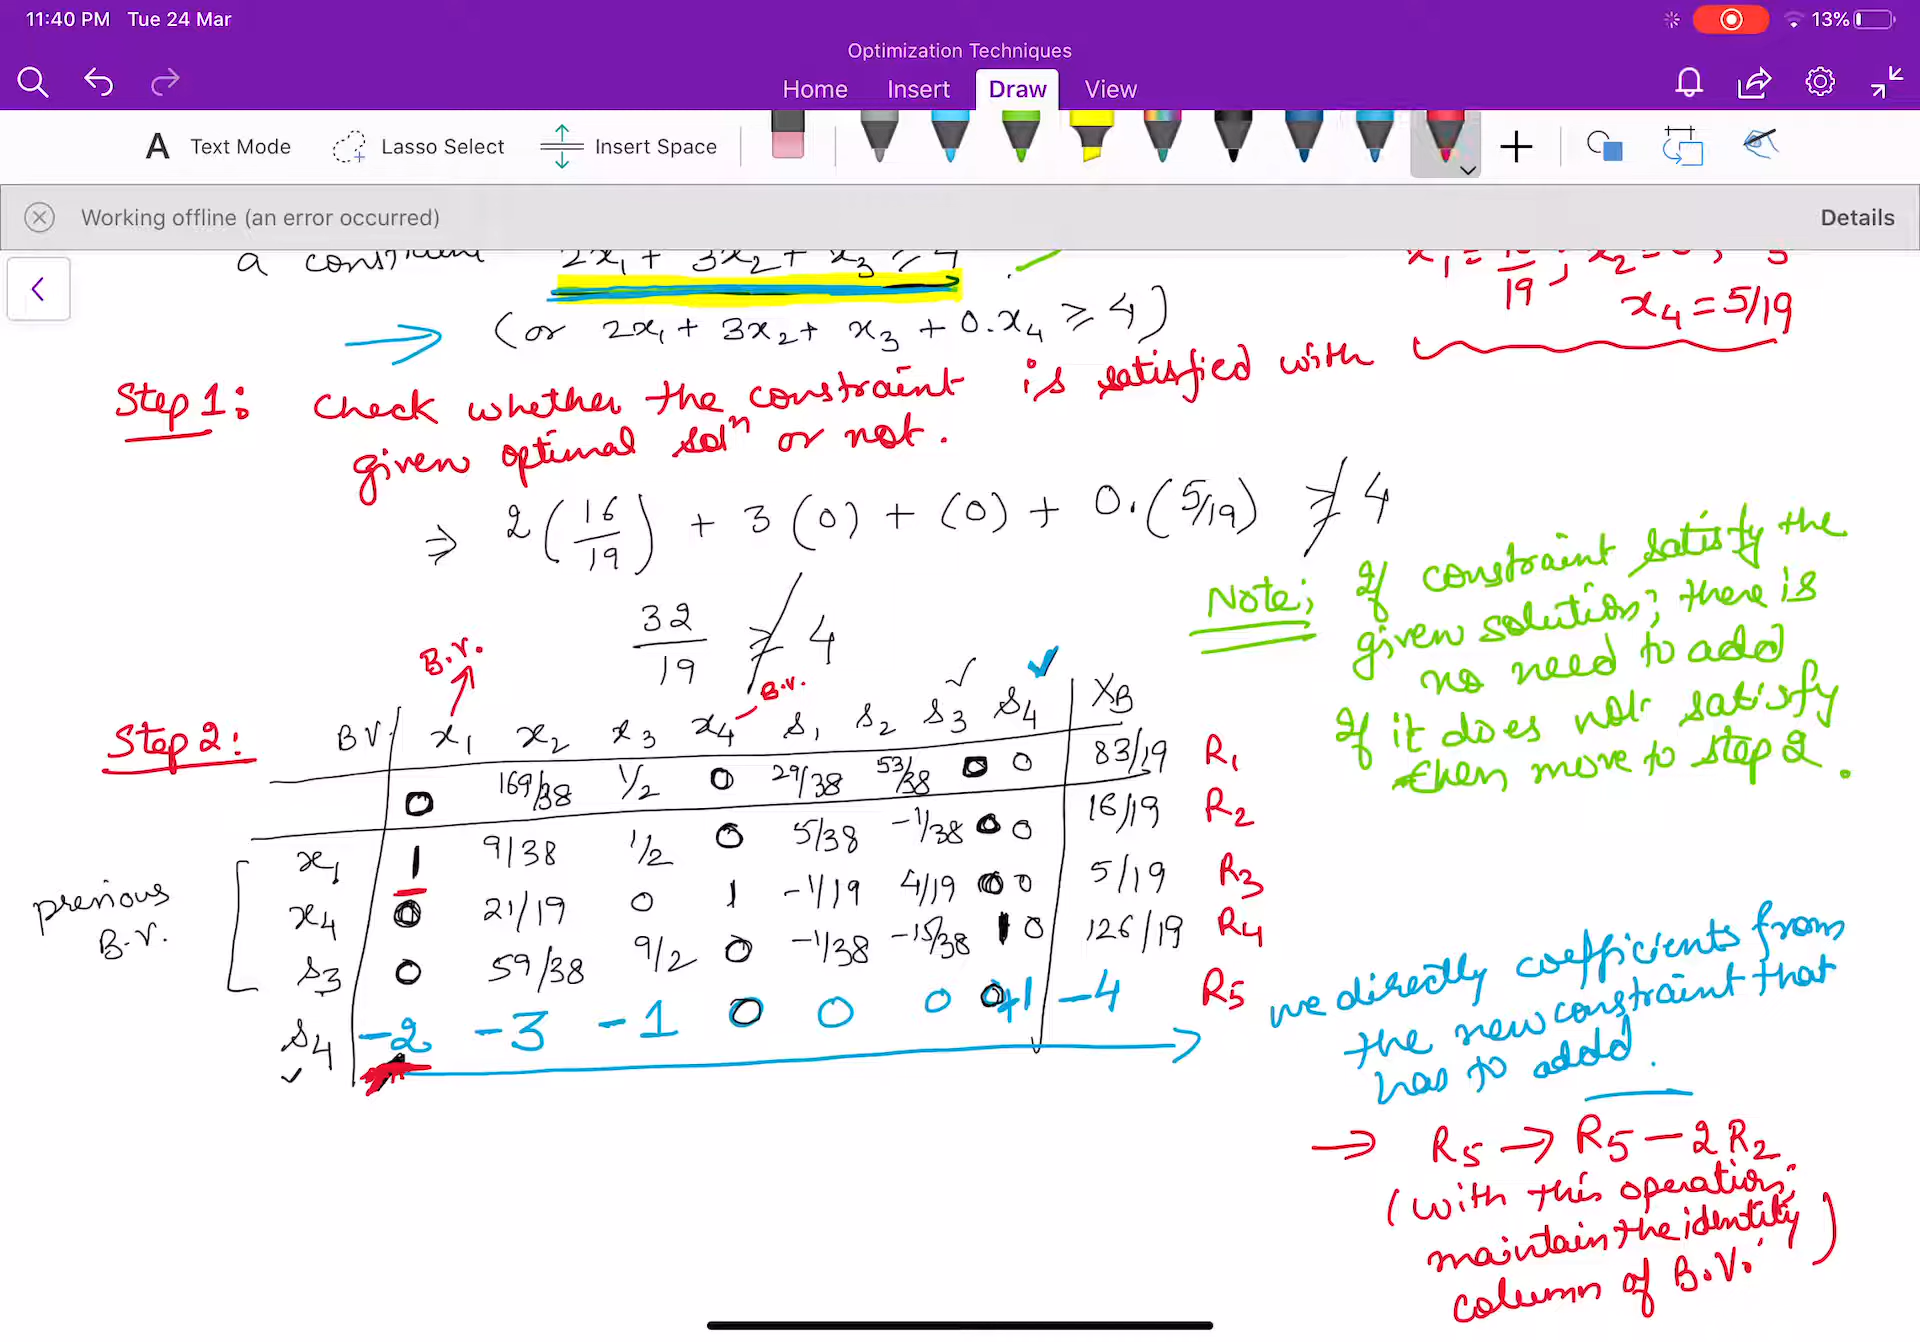 11:40 PM Tue 24 Mar
13%
Optimization Techniques
Home Insert Draw View
A Text Mode Lasso Select Insert Space
Working offline (an error occurred) Details
a constraint 2x₁ + 3x₂ + x₃ ≥ 4
(or 2x₁ + 3x₂ + x₃ + 0.x₄ ≥ 4)
x₄ = 5/19
Step 1: Check whether the constraint is satisfied with
given optimal solⁿ or not.
⇒ 2(16/19) + 3(0) + (0) + 0.(5/19) ≱ 4
32/19 ≱ 4
Note; If constraint satisfy the
given solution; there is
no need to add
If it does not satisfy
then move to step 2.
B.V. B.V.
Step 2: BV x₁ x₂ x₃ x₄ s₁ s₂ s₃ s₄ X_B
0 169/38 1/2 0 29/38 53/38 0 0 83/19 R₁
x₁ 1 9/38 1/2 0 5/38 -1/38 0 0 16/19 R₂
x₄ 0 21/19 0 1 -1/19 4/19 0 0 5/19 R₃
s₃ 0 59/38 9/2 0 -1/38 -15/38 1 0 126/19 R₄
s₄ -2 -3 -1 0 0 0 0 +1 -4 R₅
previous
B.V.
we directly coefficients from
the new constraint that
has to addd.
→ R₅ → R₅ - 2R₂
(with this operation;
maintain the identity
column of B.V.)